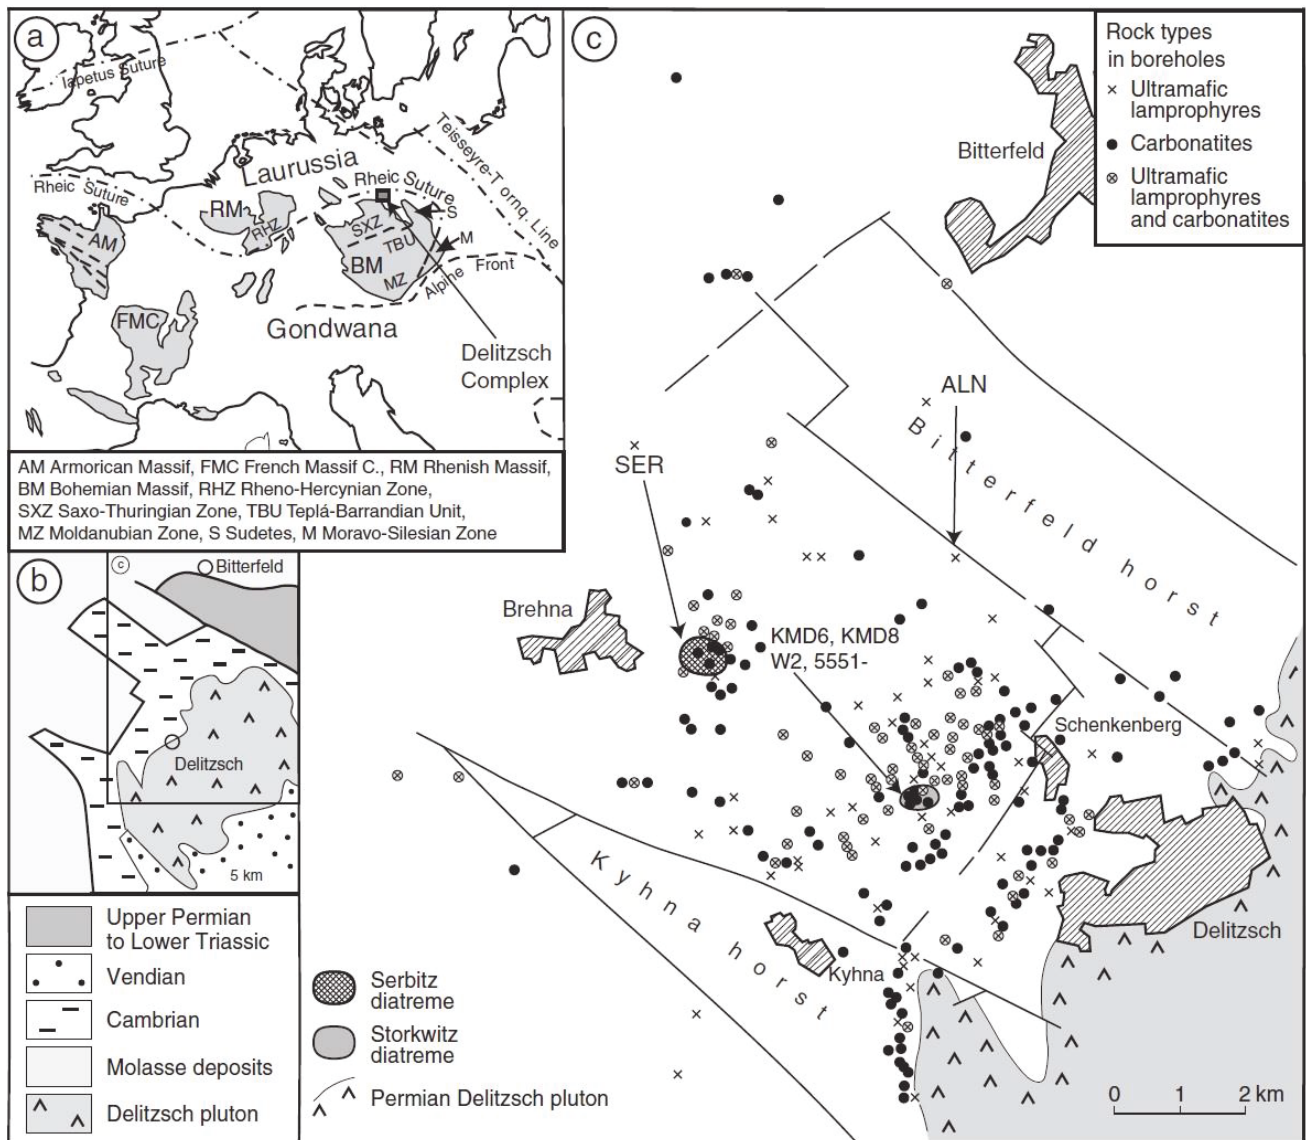 a
Iapetus Suture
Teisseyre-T ornq. Line
Laurussia
Rheic Suture
Rheic Suture
RM
RHZ
S
SXZ
TBU
M
AM
BM
MZ
Alpine Front
FMC
Gondwana
Delitzsch
Complex
AM Armorican Massif, FMC French Massif C., RM Rhenish Massif,
BM Bohemian Massif, RHZ Rheno-Hercynian Zone,
SXZ Saxo-Thuringian Zone, TBU Teplá-Barrandian Unit,
MZ Moldanubian Zone, S Sudetes, M Moravo-Silesian Zone
b
c
Bitterfeld
Delitzsch
5 km
Upper Permian
to Lower Triassic
Vendian
Cambrian
Molasse deposits
Delitzsch pluton
c
Rock types
in boreholes
Ultramafic
lamprophyres
Carbonatites
Ultramafic
lamprophyres
and carbonatites
Bitterfeld
ALN
Bitterfeld horst
SER
Brehna
KMD6, KMD8
W2, 5551-
Schenkenberg
Kyhna horst
Delitzsch
Kyhna
Serbitz
diatreme
Storkwitz
diatreme
Permian Delitzsch pluton
0 1 2 km